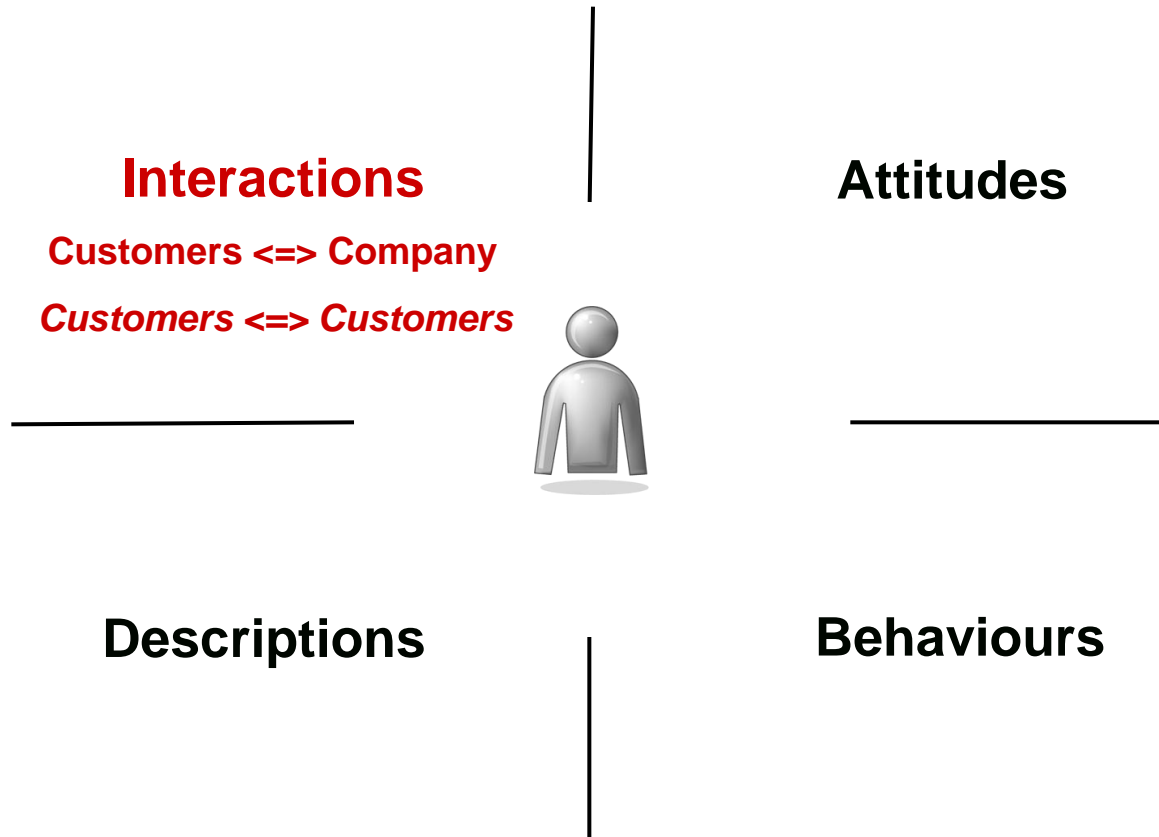 Interactions
Customers <=> Company
Customers <=> Customers
Attitudes
Descriptions
Behaviours